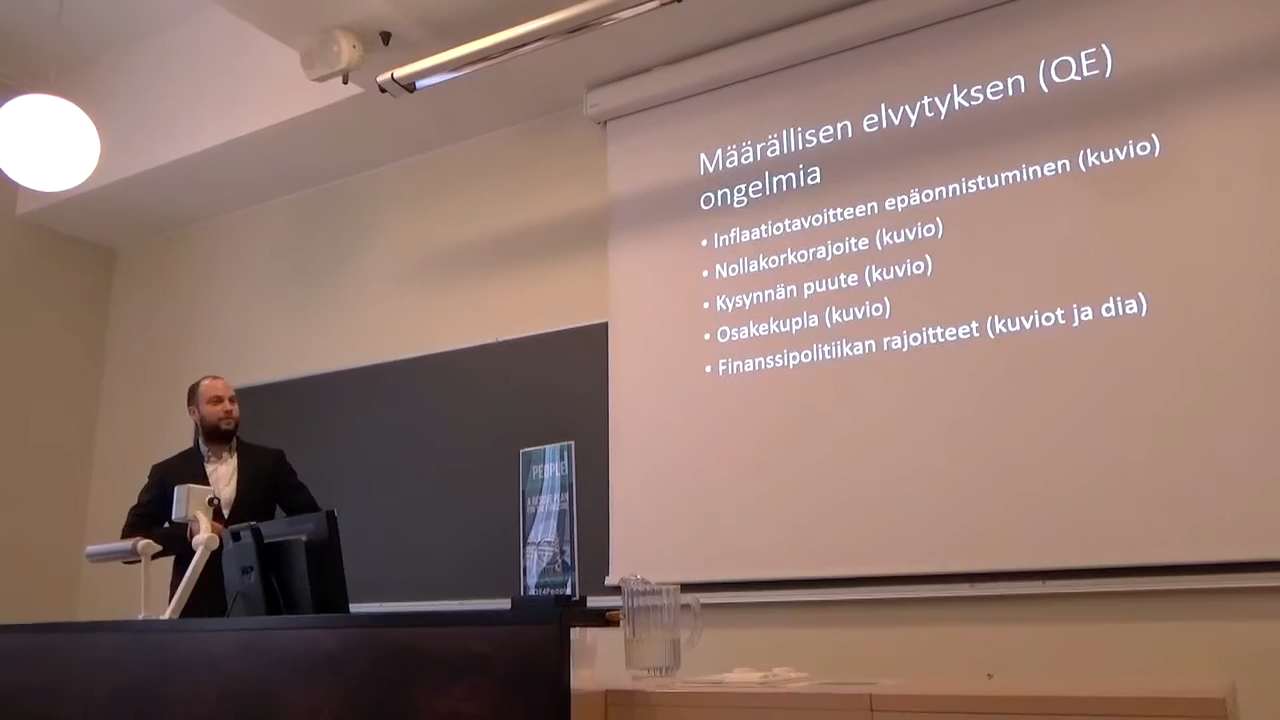 Määrällisen elvytyksen (QE)
ongelmia
• Inflaatiotavoitteen epäonnistuminen (kuvio)
• Nollakorkorajoite (kuvio)
• Kysynnän puute (kuvio)
• Osakekupla (kuvio)
• Finanssipolitiikan rajoitteet (kuviot ja dia)
PEOPLE
PLAN